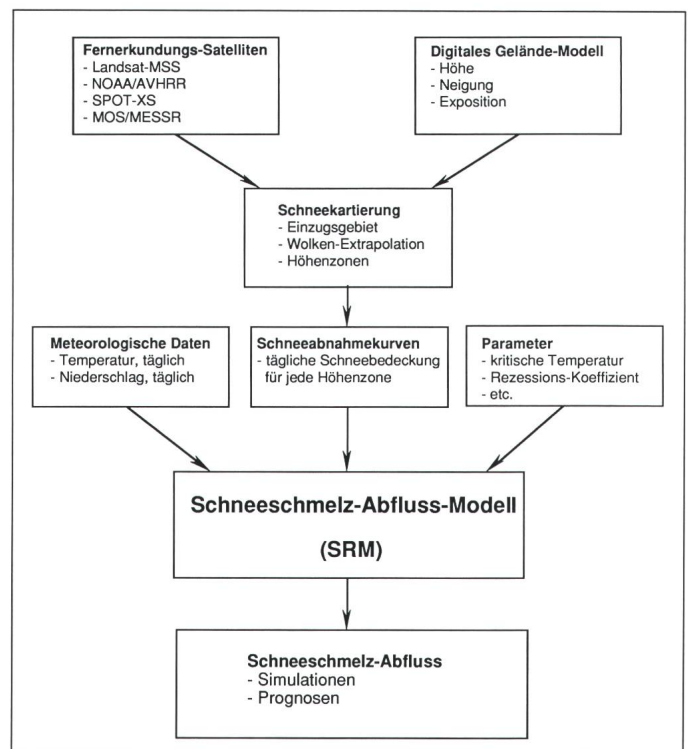 Fernerkundungs-Satelliten
- Landsat-MSS
- NOAA/AVHRR
- SPOT-XS
- MOS/MESSR
Digitales Gelände-Modell
- Höhe
- Neigung
- Exposition
Schneekartierung
- Einzugsgebiet
- Wolken-Extrapolation
- Höhenzonen
Meteorologische Daten
- Temperatur, täglich
- Niederschlag, täglich
Schneeabnahmekurven
- tägliche Schneebedeckung
für jede Höhenzone
Parameter
- kritische Temperatur
- Rezessions-Koeffizient
- etc.
Schneeschmelz-Abfluss-Modell
(SRM)
Schneeschmelz-Abfluss
- Simulationen
- Prognosen